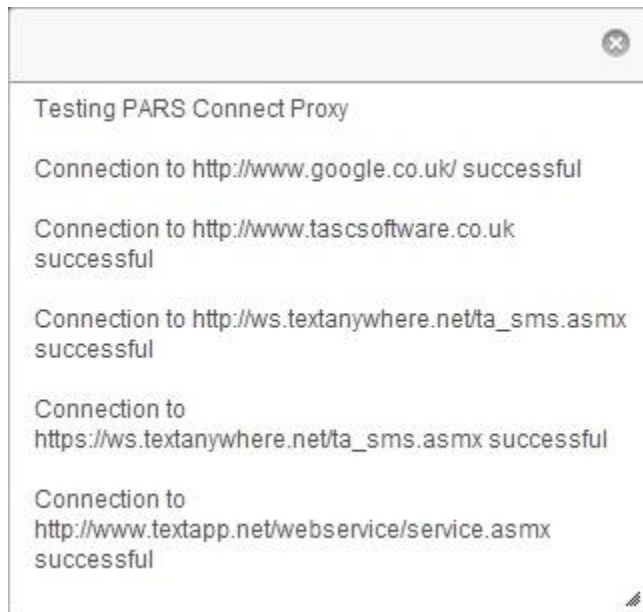 Testing PARS Connect Proxy
Connection to http://www.google.co.uk/ successful
Connection to http://www.tascsoftware.co.uk
successful
Connection to http://ws.textanywhere.net/ta_sms.asmx
successful
Connection to
https://ws.textanywhere.net/ta_sms.asmx successful
Connection to
http://www.textapp.net/webservice/service.asmx
successful